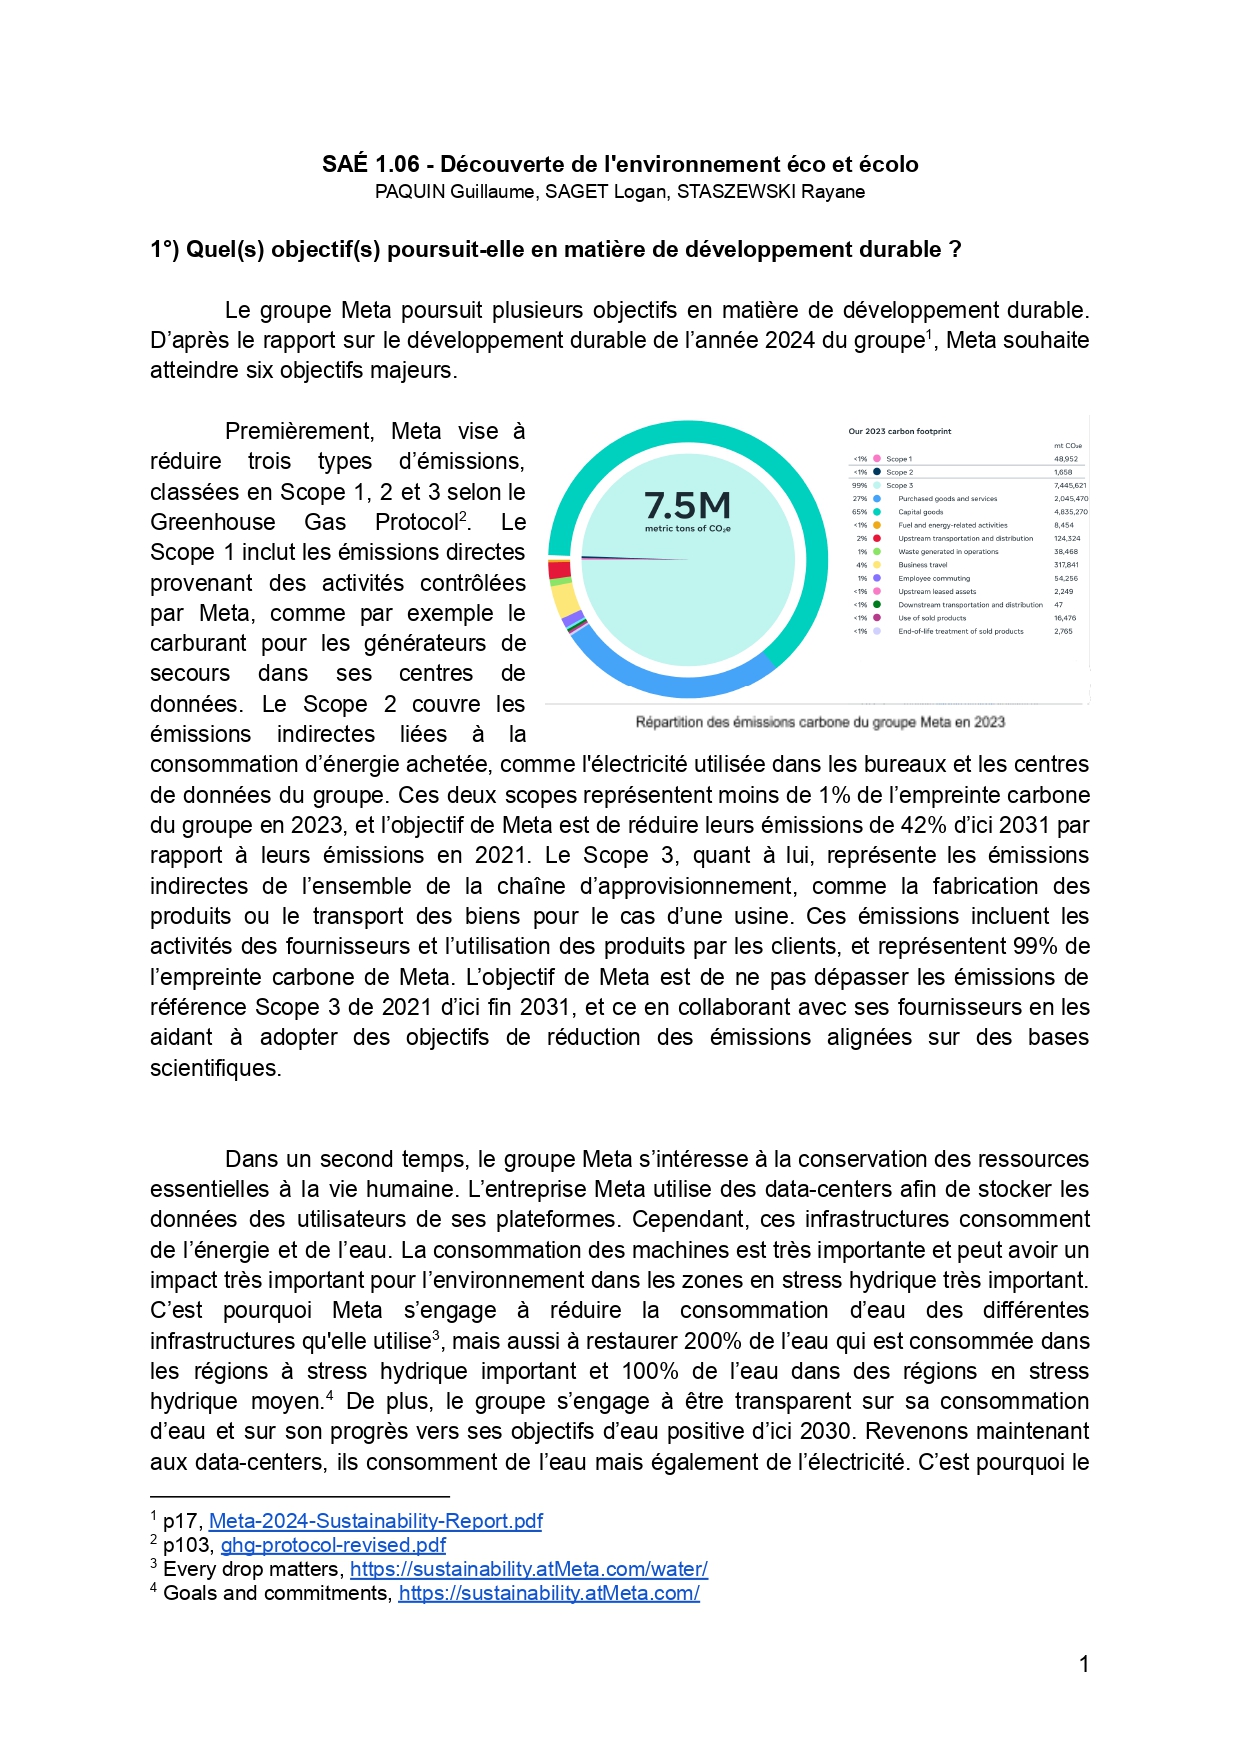 SAÉ 1.06 - Découverte de l'environnement éco et écolo
PAQUIN Guillaume, SAGET Logan, STASZEWSKI Rayane
1°) Quel(s) objectif(s) poursuit-elle en matière de développement durable ?
Le groupe Meta poursuit plusieurs objectifs en matière de développement durable.
D’après le rapport sur le développement durable de l’année 2024 du groupe1, Meta souhaite
atteindre six objectifs majeurs.
Premièrement, Meta vise à
réduire trois types d’émissions,
classées en Scope 1, 2 et 3 selon le
Greenhouse Gas Protocol2. Le
Scope 1 inclut les émissions directes
provenant des activités contrôlées
par Meta, comme par exemple le
carburant pour les générateurs de
secours dans ses centres de
données. Le Scope 2 couvre les
émissions indirectes liées à la
7.5M
metric tons of CO₂e
Our 2023 carbon footprint
mt CO₂e
<1% Scope 1 48,952
<1% Scope 2 1,658
99% Scope 3 7,445,621
27% Purchased goods and services 2,045,470
65% Capital goods 4,835,270
<1% Fuel and energy-related activities 8,454
2% Upstream transportation and distribution 124,324
1% Waste generated in operations 38,468
4% Business travel 317,841
1% Employee commuting 54,256
<1% Upstream leased assets 2,249
<1% Downstream transportation and distribution 47
<1% Use of sold products 16,476
<1% End-of-life treatment of sold products 2,765
Répartition des émissions carbone du groupe Meta en 2023
consommation d’énergie achetée, comme l'électricité utilisée dans les bureaux et les centres
de données du groupe. Ces deux scopes représentent moins de 1% de l’empreinte carbone
du groupe en 2023, et l’objectif de Meta est de réduire leurs émissions de 42% d’ici 2031 par
rapport à leurs émissions en 2021. Le Scope 3, quant à lui, représente les émissions
indirectes de l’ensemble de la chaîne d’approvisionnement, comme la fabrication des
produits ou le transport des biens pour le cas d’une usine. Ces émissions incluent les
activités des fournisseurs et l’utilisation des produits par les clients, et représentent 99% de
l’empreinte carbone de Meta. L’objectif de Meta est de ne pas dépasser les émissions de
référence Scope 3 de 2021 d’ici fin 2031, et ce en collaborant avec ses fournisseurs en les
aidant à adopter des objectifs de réduction des émissions alignées sur des bases
scientifiques.
Dans un second temps, le groupe Meta s’intéresse à la conservation des ressources
essentielles à la vie humaine. L’entreprise Meta utilise des data-centers afin de stocker les
données des utilisateurs de ses plateformes. Cependant, ces infrastructures consomment
de l’énergie et de l’eau. La consommation des machines est très importante et peut avoir un
impact très important pour l’environnement dans les zones en stress hydrique très important.
C’est pourquoi Meta s’engage à réduire la consommation d’eau des différentes
infrastructures qu'elle utilise3, mais aussi à restaurer 200% de l’eau qui est consommée dans
les régions à stress hydrique important et 100% de l’eau dans des régions en stress
hydrique moyen.4 De plus, le groupe s’engage à être transparent sur sa consommation
d’eau et sur son progrès vers ses objectifs d’eau positive d’ici 2030. Revenons maintenant
aux data-centers, ils consomment de l’eau mais également de l’électricité. C’est pourquoi le
1 p17, Meta-2024-Sustainability-Report.pdf
2 p103, ghg-protocol-revised.pdf
3 Every drop matters, https://sustainability.atMeta.com/water/
4 Goals and commitments, https://sustainability.atMeta.com/
1